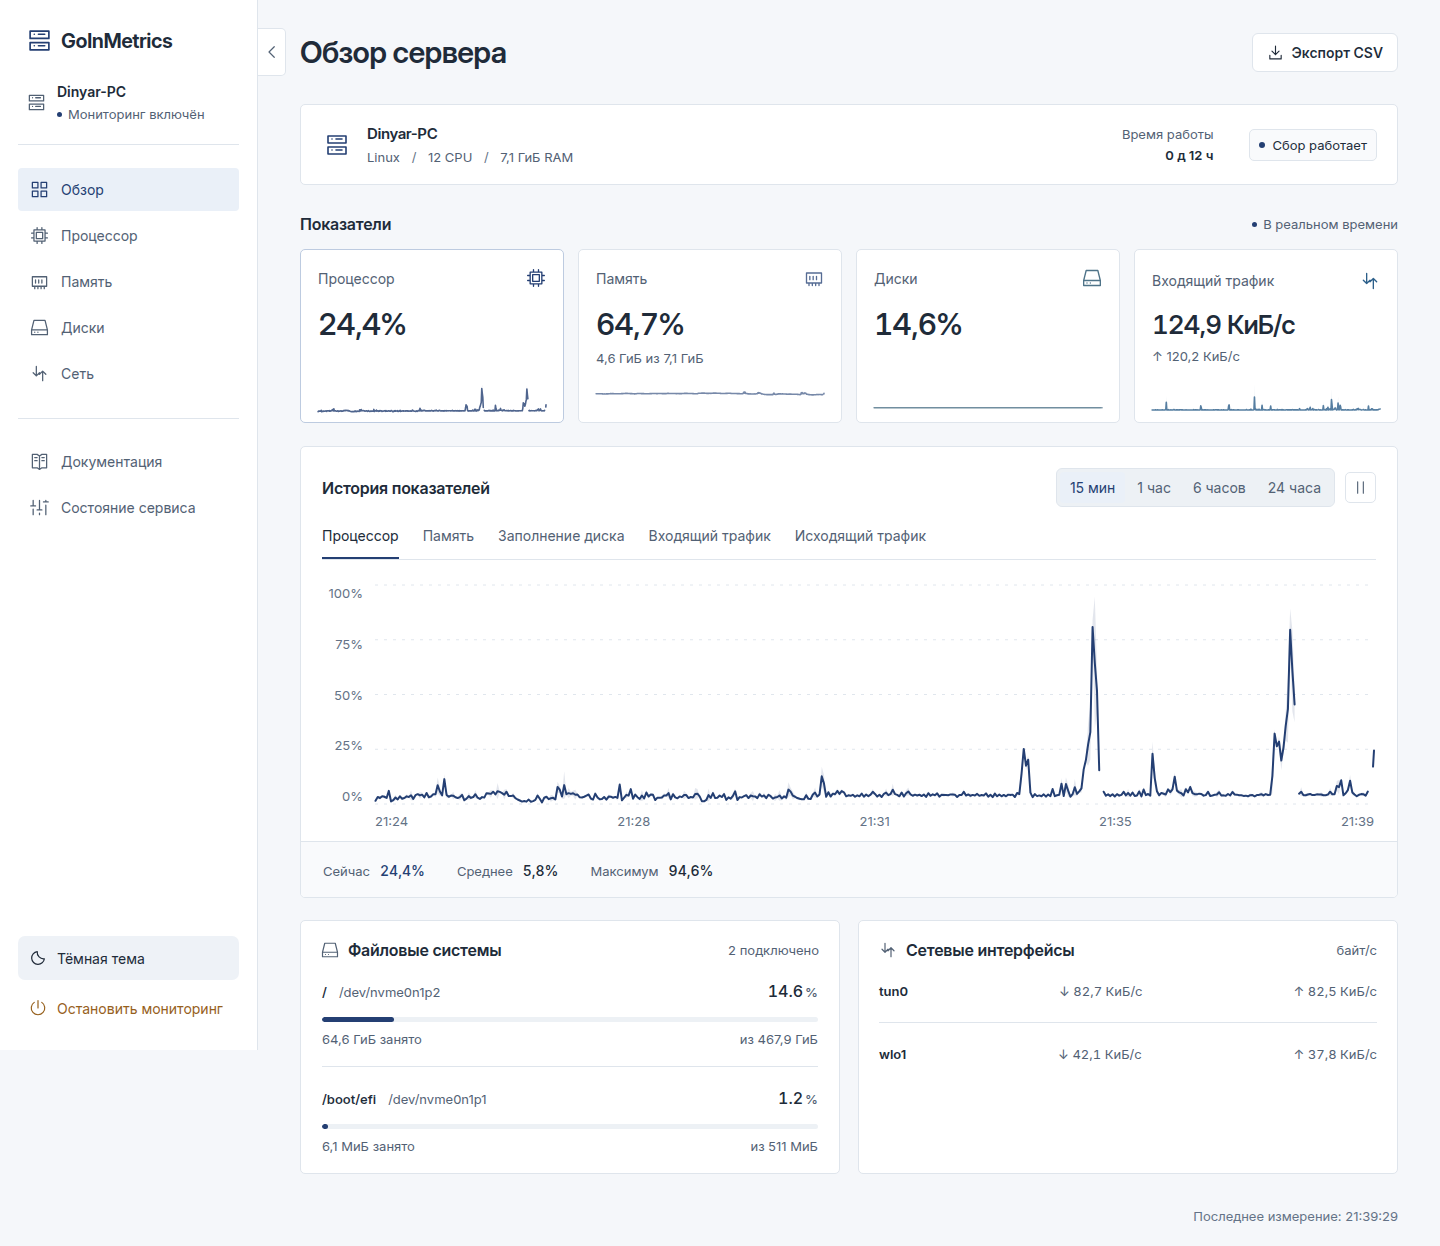 GoInMetrics
Dinyar-PC
Мониторинг включён
Обзор
Процессор
Память
Диски
Сеть
Документация
Состояние сервиса
Тёмная тема
Остановить мониторинг
Обзор сервера
Экспорт CSV
Dinyar-PC
Linux / 12 CPU / 7,1 ГиБ RAM
Время работы
0 д 12 ч
Сбор работает
Показатели
В реальном времени
Процессор
24,4%
Память
64,7%
4,6 ГиБ из 7,1 ГиБ
Диски
14,6%
Входящий трафик
124,9 КиБ/с
↑ 120,2 КиБ/с
История показателей
15 мин 1 час 6 часов 24 часа
Процессор Память Заполнение диска Входящий трафик Исходящий трафик
100%
75%
50%
25%
0%
21:24 21:28 21:31 21:35 21:39
Сейчас 24,4% Среднее 5,8% Максимум 94,6%
Файловые системы 2 подключено
/ /dev/nvme0n1p2 14.6 %
64,6 ГиБ занято из 467,9 ГиБ
/boot/efi /dev/nvme0n1p1 1.2 %
6,1 МиБ занято из 511 МиБ
Сетевые интерфейсы байт/с
tun0 ↓ 82,7 КиБ/с ↑ 82,5 КиБ/с
wlo1 ↓ 42,1 КиБ/с ↑ 37,8 КиБ/с
Последнее измерение: 21:39:29